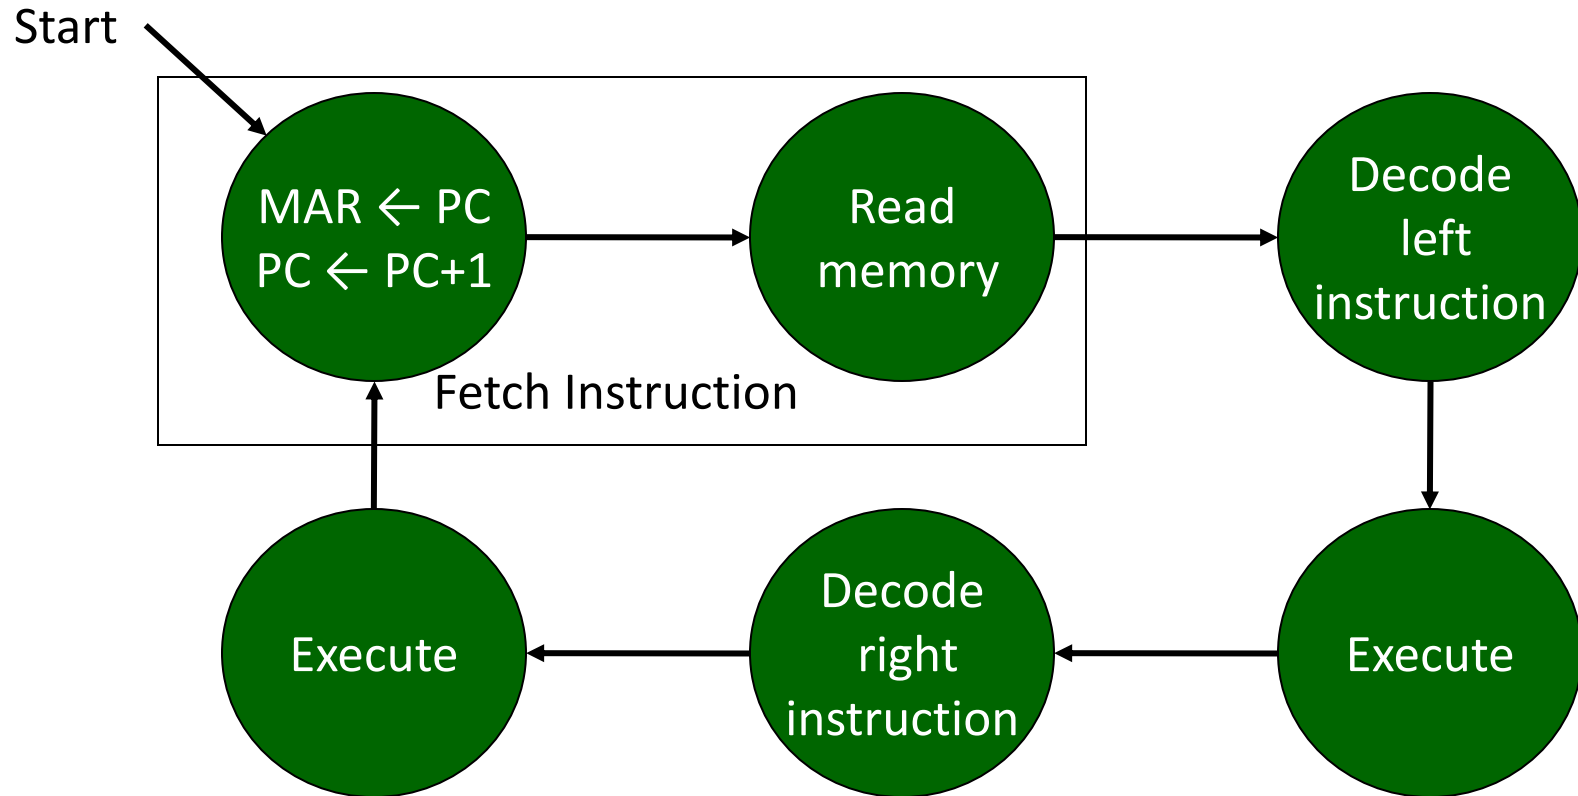 Start
MAR ← PC
PC ← PC+1
Read
memory
Decode
left
instruction
Fetch Instruction
Execute
Decode
right
instruction
Execute